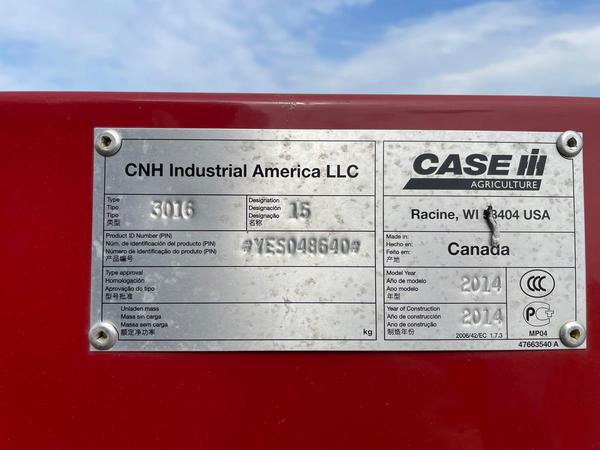 CNH Industrial America LLC
CASE IH
AGRICULTURE
Racine, WI 53404 USA
Type
Tipo
Tipo
类型
3016
Designation
Designación
Designação
名称
15
Made in:
Hecho en:
Feito em:
产地
Canada
Product ID Number (PIN)
Núm. de identificación del producto (PIN)
Número de identificação do produto (PIN)
产品编号
*YES048640*
Type approval
Homologación
Aprovação do tipo
型号批准
Model Year
Año de modelo
Ano modelo
年型
2014
CCC
Unladen mass
Masa sin carga
Massa sem carga
额定净功率
kg
Year of Construction
Año de construcción
Ano de construção
制造年份
2014
2006/42/EC 1.7.3
MP04
47663540 A